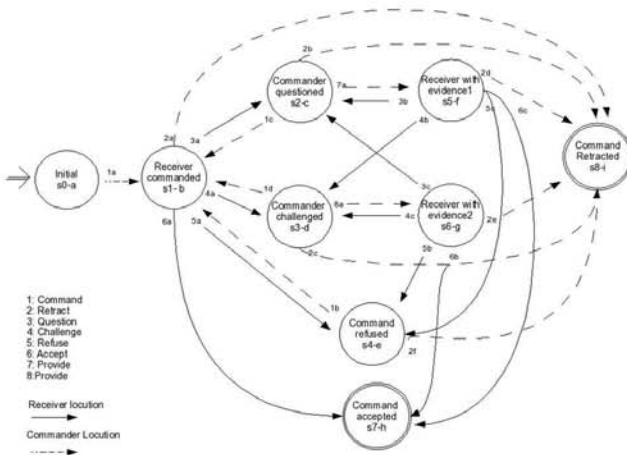 2b
Commander
questioned
s2-c
7a
Receiver with
evidence1
s5-f
2d
3b
5c
6c
2a
3a
1c
4b
Command
Retracted
s8-i
Initial
s0-a
1a
Receiver
commanded
s1- b
1d
4a
Commander
challenged
s3-d
3c
Receiver with
evidence2
s6-g
4c
2e
6a
5a
2c
5b
6b
1b
Command
refused
s4-e
2f
1: Command
2: Retract
3: Question
4: Challenge
5: Refuse
6: Accept
7: Provide
8:Provide
Receiver locution
Commander Locution
Command
accepted
s7-h